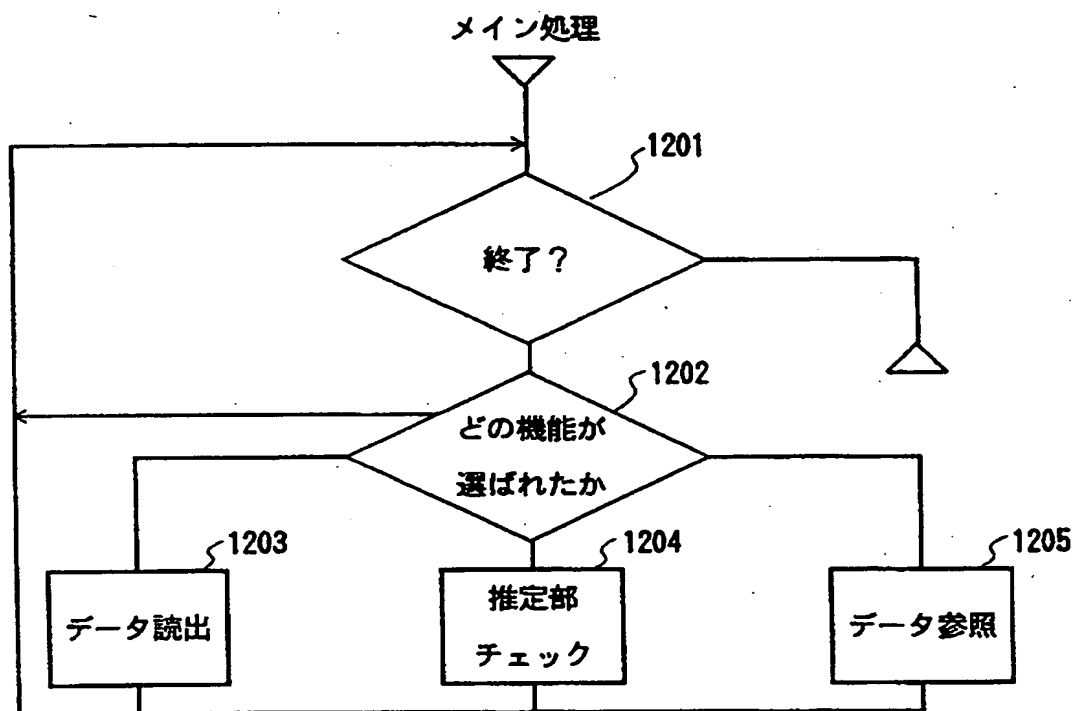 メイン処理
1201
終了？
1202
どの機能が
選ばれたか
1203
1204
1205
データ読出
推定部
チェック
データ参照